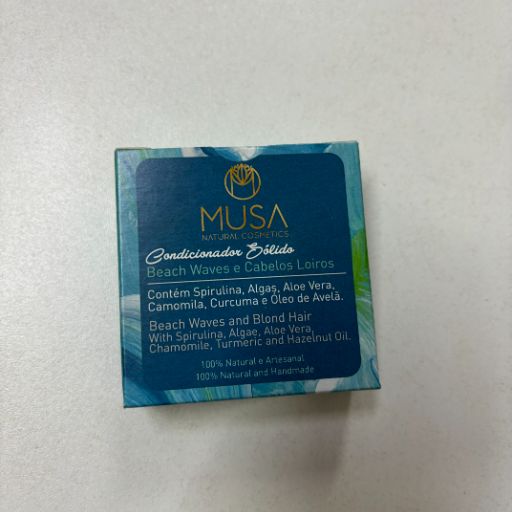 MUSA
NATURAL COSMETICS
Condicionador Sólido
Beach Waves e Cabelos Loiros
Contém Spirulina, Algas, Aloe Vera,
Camomila, Curcuma e Óleo de Avelã.
Beach Waves and Blond Hair
With Spirulina, Algae, Aloe Vera,
Chamomile, Turmeric and Hazelnut Oil.
100% Natural e Artesanal
100% Natural and Handmade